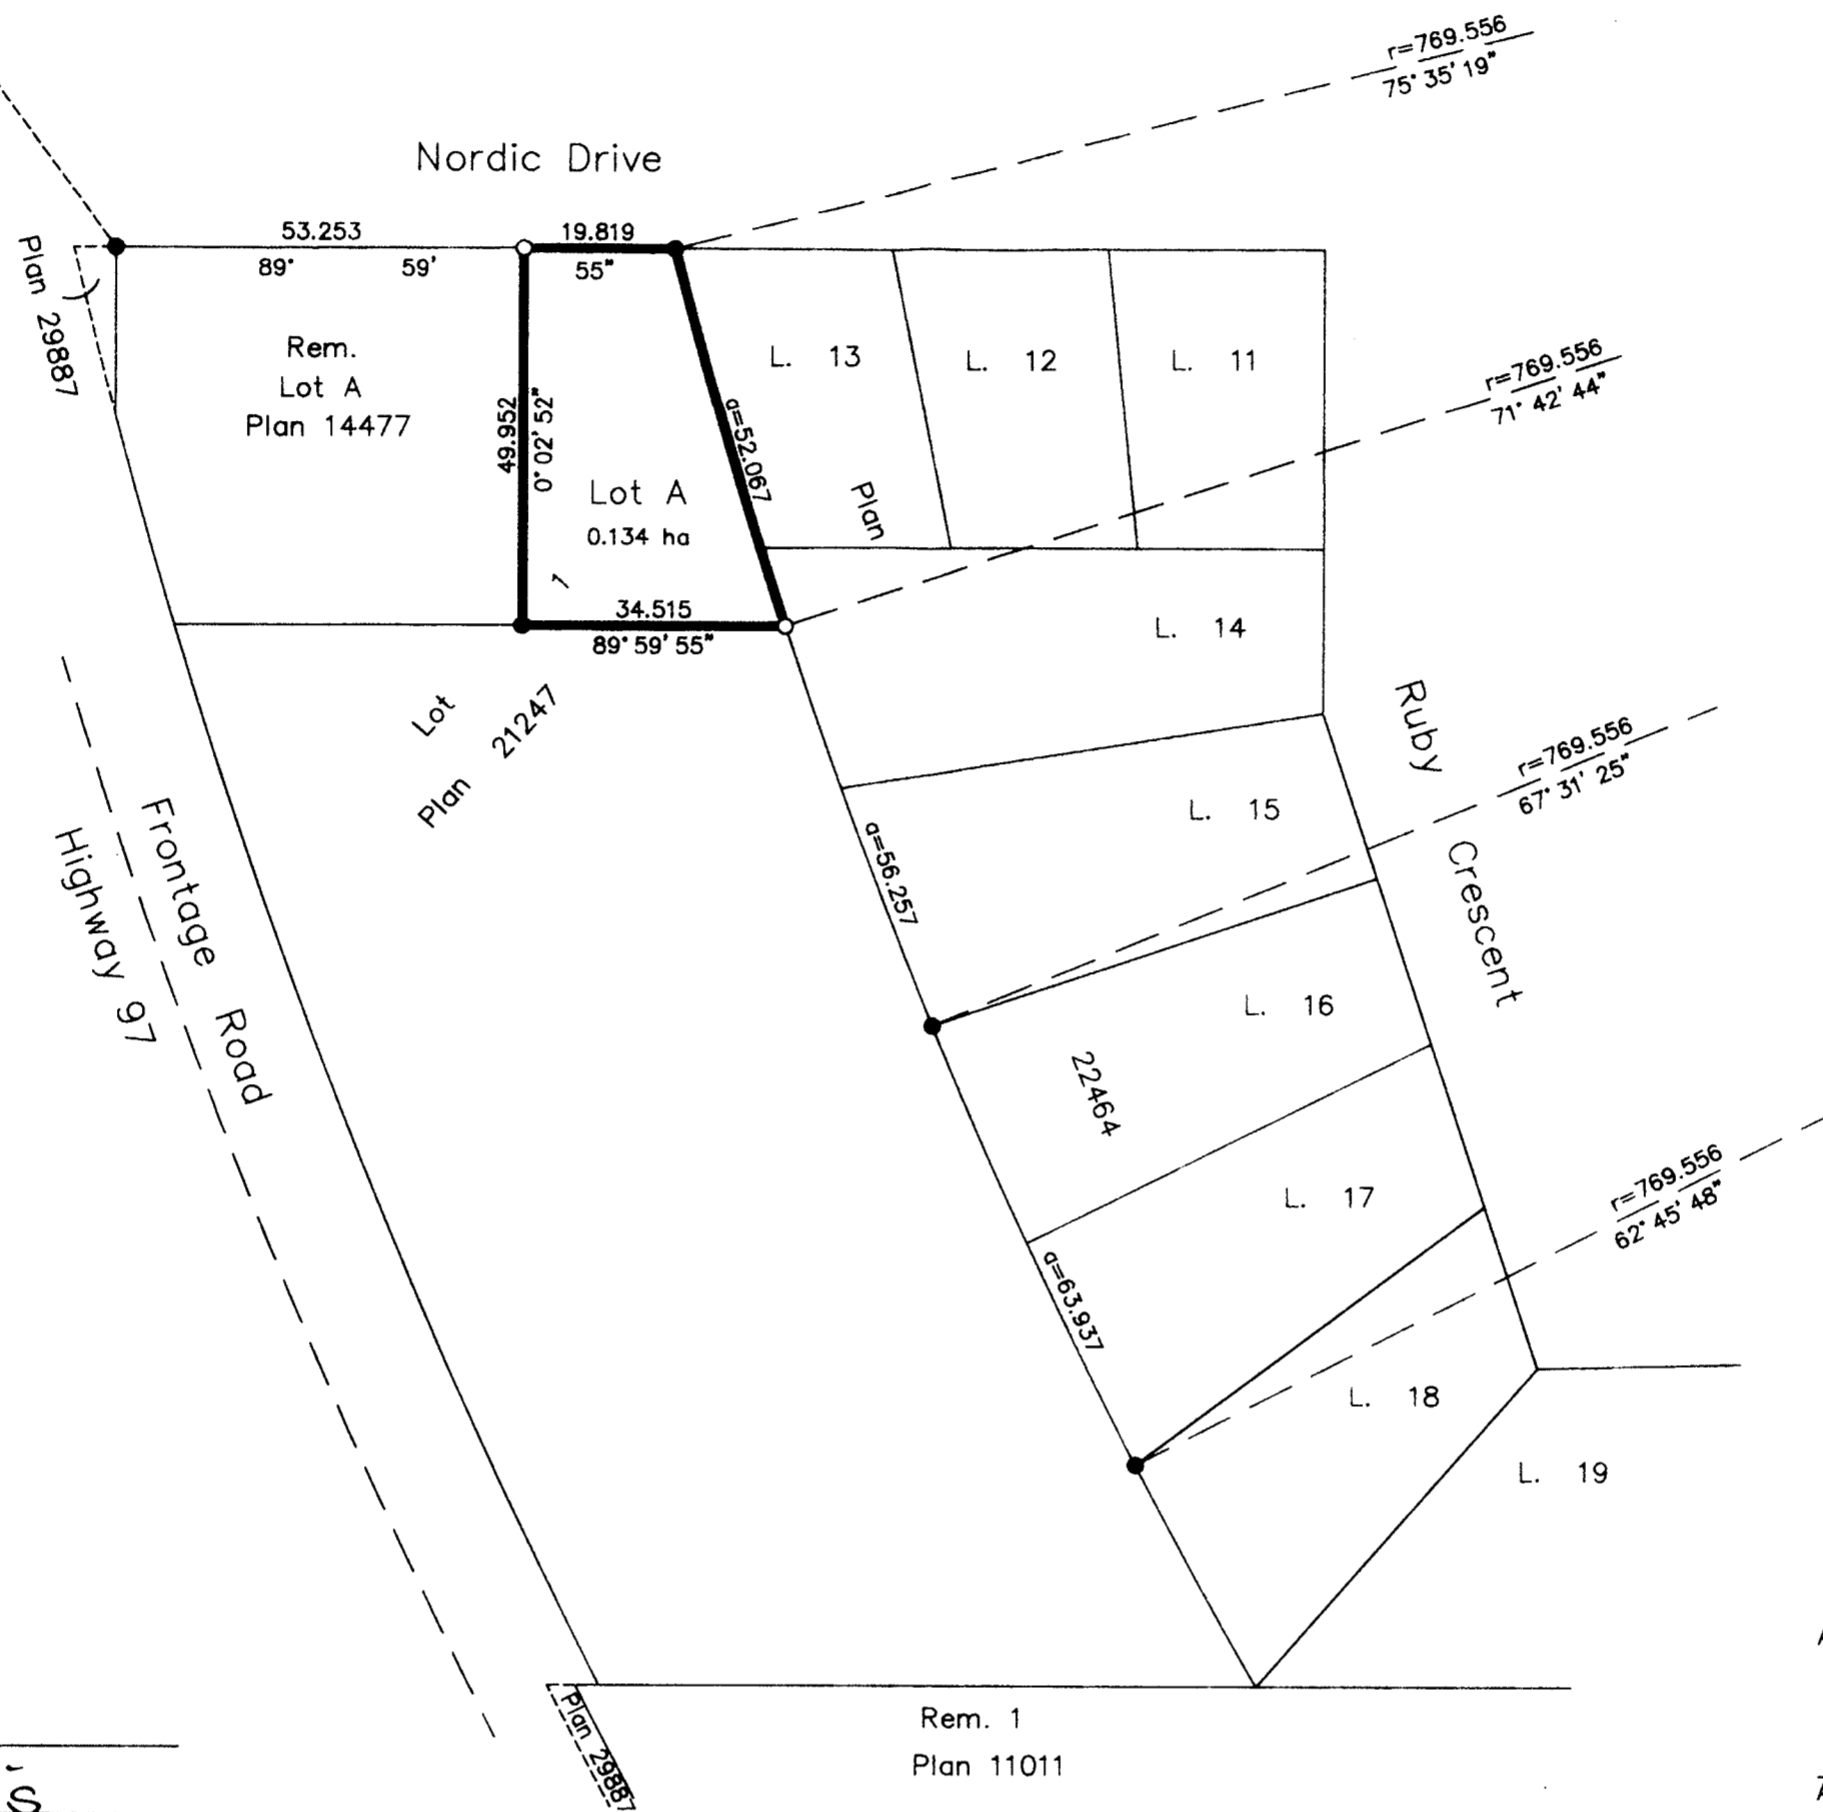 r=769.556
75° 35' 19"
Nordic Drive
53.253
19.819
89° 59' 55"
Plan 29887
Rem.
Lot A
Plan 14477
49.952
0° 02' 52"
a=52.067
L. 13
L. 12
L. 11
r=769.556
71° 42' 44"
Plan
Lot A
0.134 ha
1
34.515
89° 59' 55"
L. 14
Lot
Plan 21247
Ruby Crescent
r=769.556
67° 31' 25"
L. 15
a=56.257
Frontage Road
Highway 97
L. 16
22464
L. 17
r=769.556
62° 45' 48"
a=63.937
L. 18
L. 19
Plan 29887
Rem. 1
Plan 11011
'S